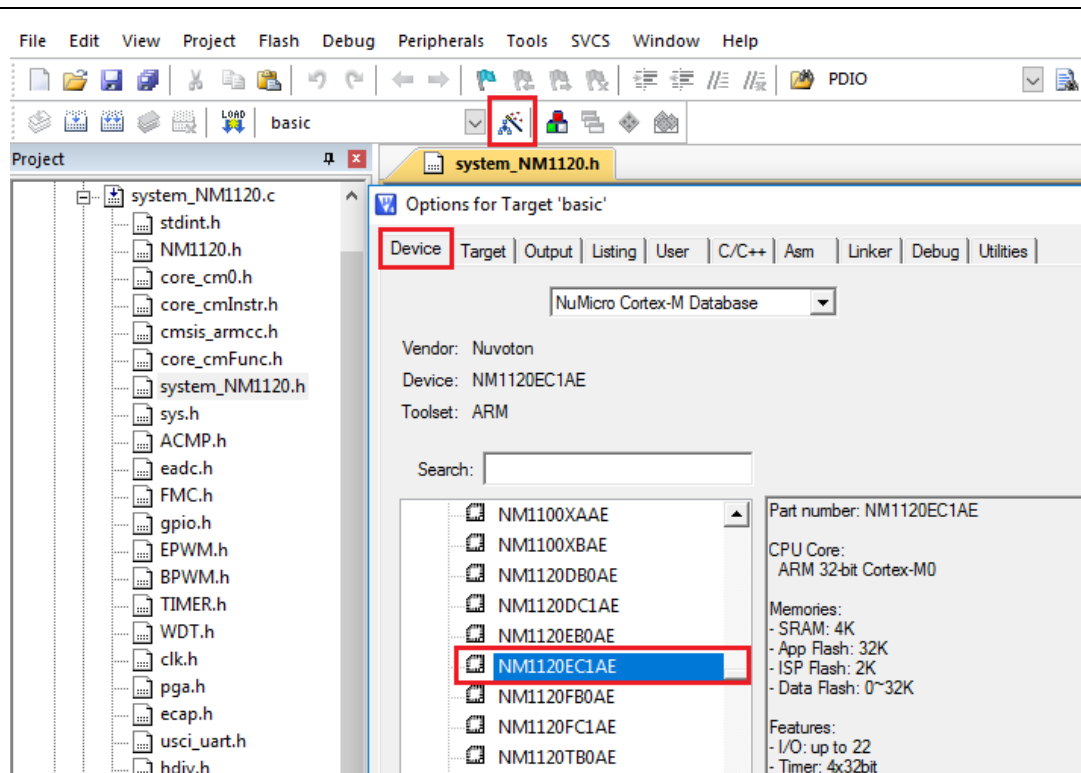 File Edit View Project Flash Debug Peripherals Tools SVCS Window Help
PDIO
LOAD basic
Project
system_NM1120.c
stdint.h
NM1120.h
core_cm0.h
core_cmInstr.h
cmsis_armcc.h
core_cmFunc.h
system_NM1120.h
sys.h
ACMP.h
eadc.h
FMC.h
gpio.h
EPWM.h
BPWM.h
TIMER.h
WDT.h
clk.h
pga.h
ecap.h
usci_uart.h
hdiv.h
system_NM1120.h
Options for Target 'basic'
Device Target Output Listing User C/C++ Asm Linker Debug Utilities
NuMicro Cortex-M Database
Vendor: Nuvoton
Device: NM1120EC1AE
Toolset: ARM
Search:
NM1100XAAE
NM1100XBAE
NM1120DB0AE
NM1120DC1AE
NM1120EB0AE
NM1120EC1AE
NM1120FB0AE
NM1120FC1AE
NM1120TB0AE
Part number: NM1120EC1AE
CPU Core:
ARM 32-bit Cortex-M0
Memories:
- SRAM: 4K
- App Flash: 32K
- ISP Flash: 2K
- Data Flash: 0~32K
Features:
- I/O: up to 22
- Timer: 4x32bit